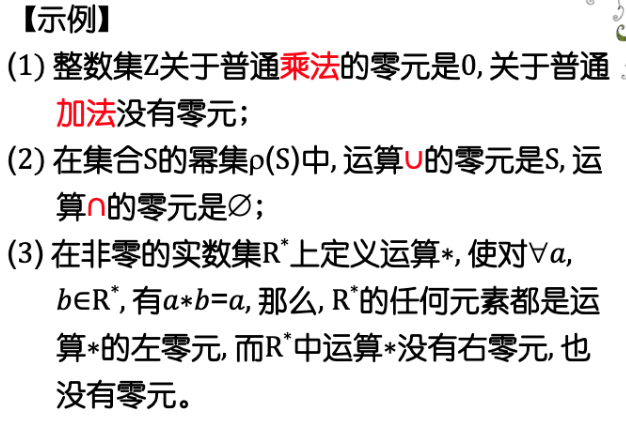 【示例】
(1) 整数集Z关于普通乘法的零元是0, 关于普通
加法没有零元；
(2) 在集合S的幂集ρ(S)中, 运算∪的零元是S, 运
算∩的零元是∅；
(3) 在非零的实数集R*上定义运算*, 使对∀a,
b∈R*, 有a*b=a, 那么, R*的任何元素都是运
算*的左零元, 而R*中运算*没有右零元, 也
没有零元。